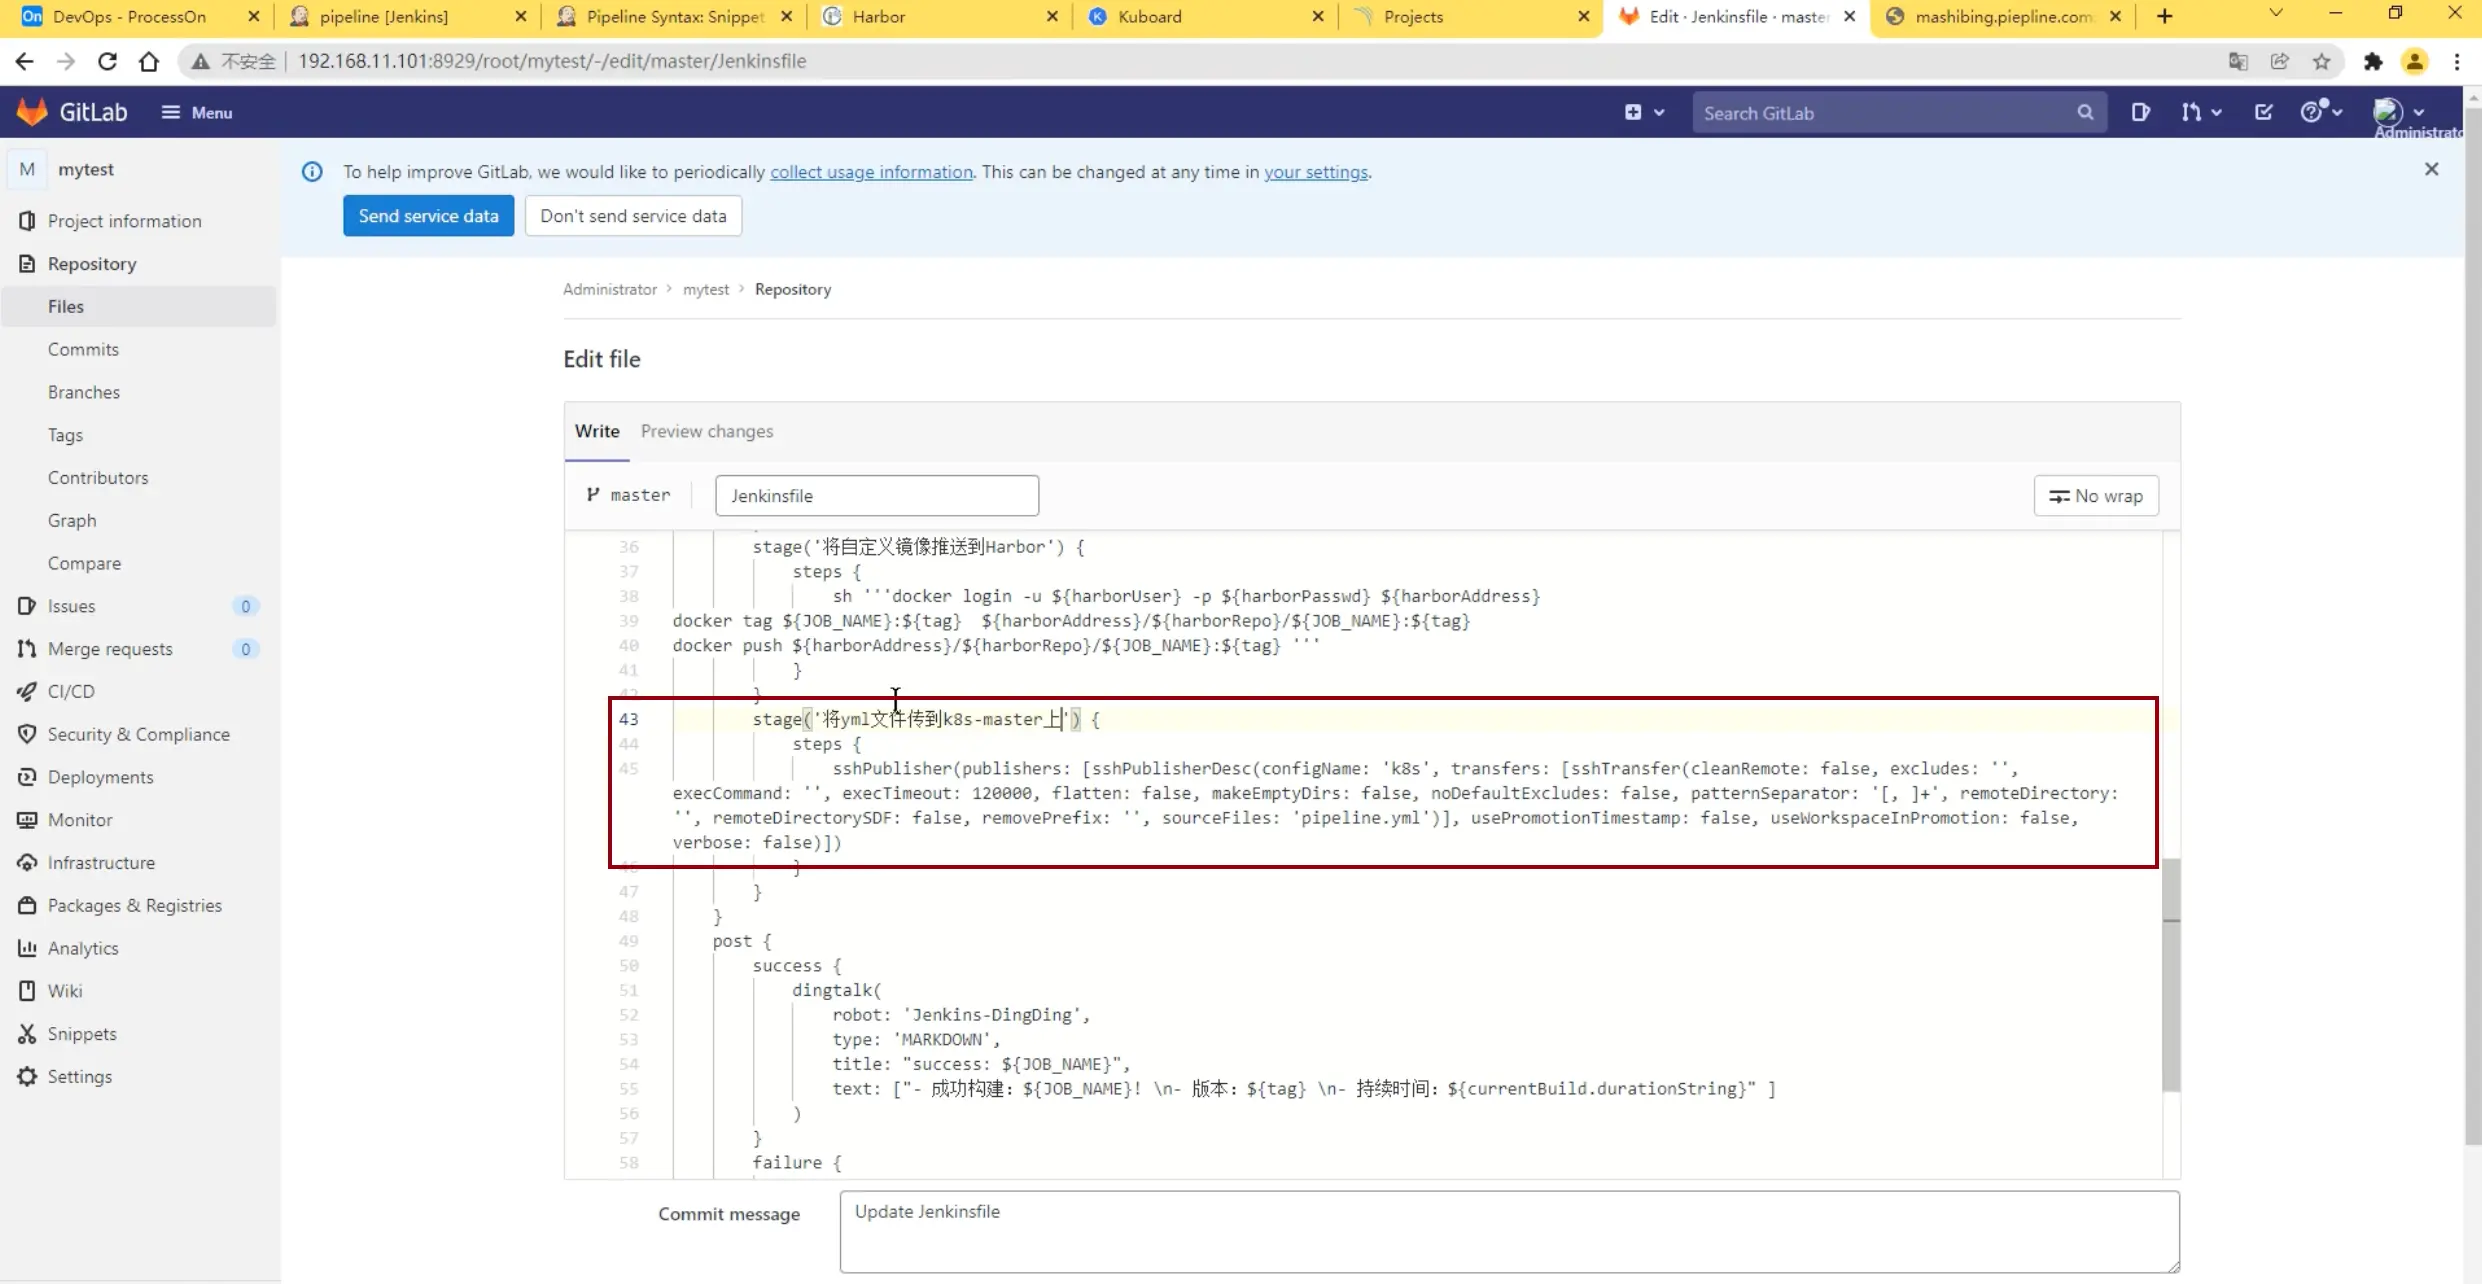 DevOps - ProcessOn
pipeline [Jenkins]
Pipeline Syntax: Snippet
Harbor
Kuboard
Projects
Edit · Jenkinsfile · master
mashibing.piepline.com
不安全
192.168.11.101:8929/root/mytest/-/edit/master/Jenkinsfile
GitLab
Menu
Search GitLab
Administrato
M
mytest
To help improve GitLab, we would like to periodically collect usage information. This can be changed at any time in your settings.
Send service data
Don't send service data
Project information
Repository
Files
Commits
Branches
Tags
Contributors
Graph
Compare
Issues 0
Merge requests 0
CI/CD
Security & Compliance
Deployments
Monitor
Infrastructure
Packages & Registries
Analytics
Wiki
Snippets
Settings
Administrator > mytest > Repository
Edit file
Write
Preview changes
master
Jenkinsfile
No wrap
36 stage('将自定义镜像推送到Harbor') {
37 steps {
38 sh '''docker login -u ${harborUser} -p ${harborPasswd} ${harborAddress}
39 docker tag ${JOB_NAME}:${tag}  ${harborAddress}/${harborRepo}/${JOB_NAME}:${tag}
40 docker push ${harborAddress}/${harborRepo}/${JOB_NAME}:${tag} '''
41 }
42 }
43 stage('将yml文件传到k8s-master上') {
44 steps {
45 sshPublisher(publishers: [sshPublisherDesc(configName: 'k8s', transfers: [sshTransfer(cleanRemote: false, excludes: '',
execCommand: '', execTimeout: 120000, flatten: false, makeEmptyDirs: false, noDefaultExcludes: false, patternSeparator: '[, ]+', remoteDirectory:
'', remoteDirectorySDF: false, removePrefix: '', sourceFiles: 'pipeline.yml')], usePromotionTimestamp: false, useWorkspaceInPromotion: false,
verbose: false)])
46 }
47 }
48 }
49 post {
50 success {
51 dingtalk(
52 robot: 'Jenkins-DingDing',
53 type: 'MARKDOWN',
54 title: "success: ${JOB_NAME}",
55 text: ["- 成功构建：${JOB_NAME}! \n- 版本：${tag} \n- 持续时间：${currentBuild.durationString}" ]
56 )
57 }
58 failure {
Commit message
Update Jenkinsfile